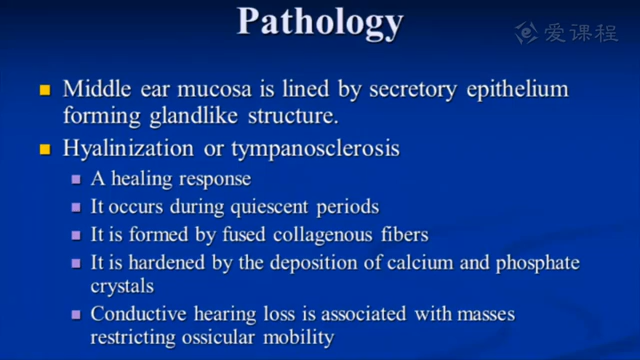 Pathology
爱课程
Middle ear mucosa is lined by secretory epithelium
forming glandlike structure.
Hyalinization or tympanosclerosis
A healing response
It occurs during quiescent periods
It is formed by fused collagenous fibers
It is hardened by the deposition of calcium and phosphate
crystals
Conductive hearing loss is associated with masses
restricting ossicular mobility